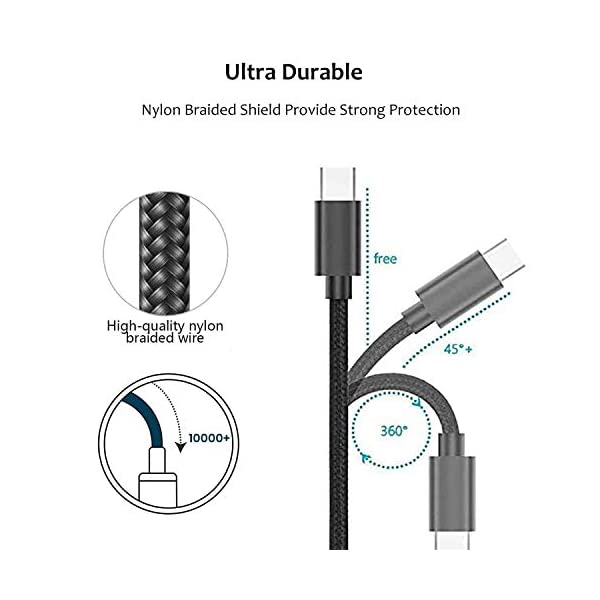 Ultra Durable
Nylon Braided Shield Provide Strong Protection
free
High-quality nylon
braided wire
45°+
10000+
360°